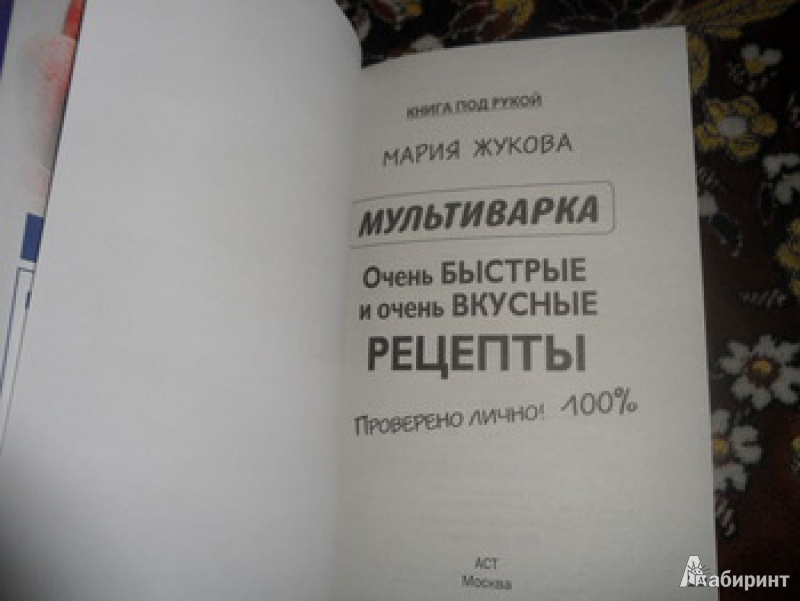 КНИГА ПОД РУКОЙ
МАРИЯ ЖУКОВА
МУЛЬТИВАРКА
Очень БЫСТРЫЕ
и очень ВКУСНЫЕ
РЕЦЕПТЫ
ПРОВЕРЕНО ЛИЧНО! 100%
АСТ
Москва
Лабиринт